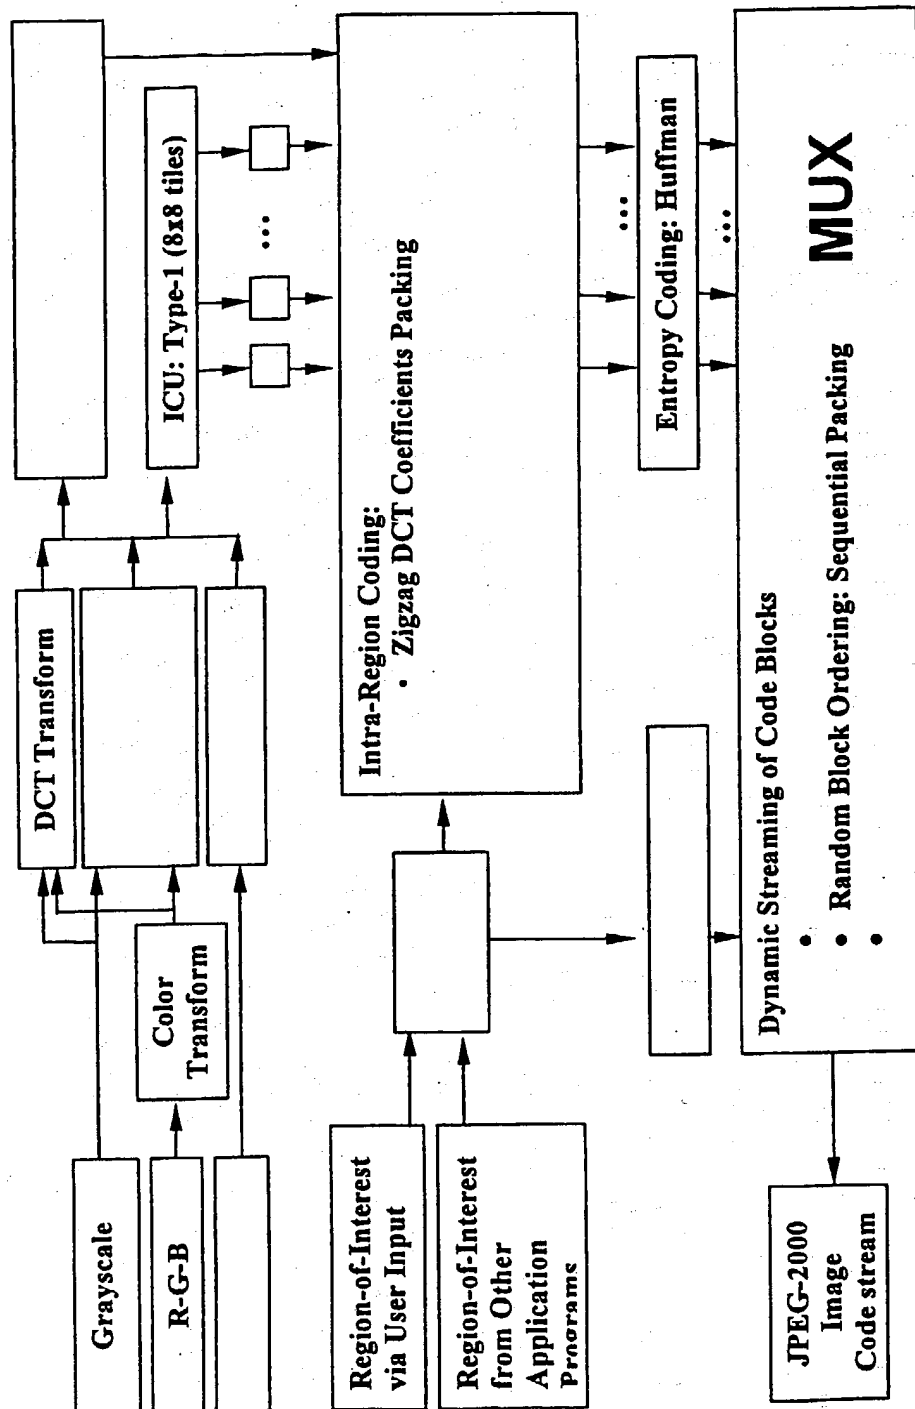 Grayscale
R-G-B
Color
Transform
DCT Transform
ICU: Type-1 (8x8 tiles)
...
Region-of-Interest
via User Input
Region-of-Interest
from Other
Application
Programs
Intra-Region Coding:
• Zigzag DCT Coefficients Packing
...
Entropy Coding: Huffman
...
Dynamic Streaming of Code Blocks
•
• Random Block Ordering: Sequential Packing
•
MUX
JPEG-2000
Image
Code stream